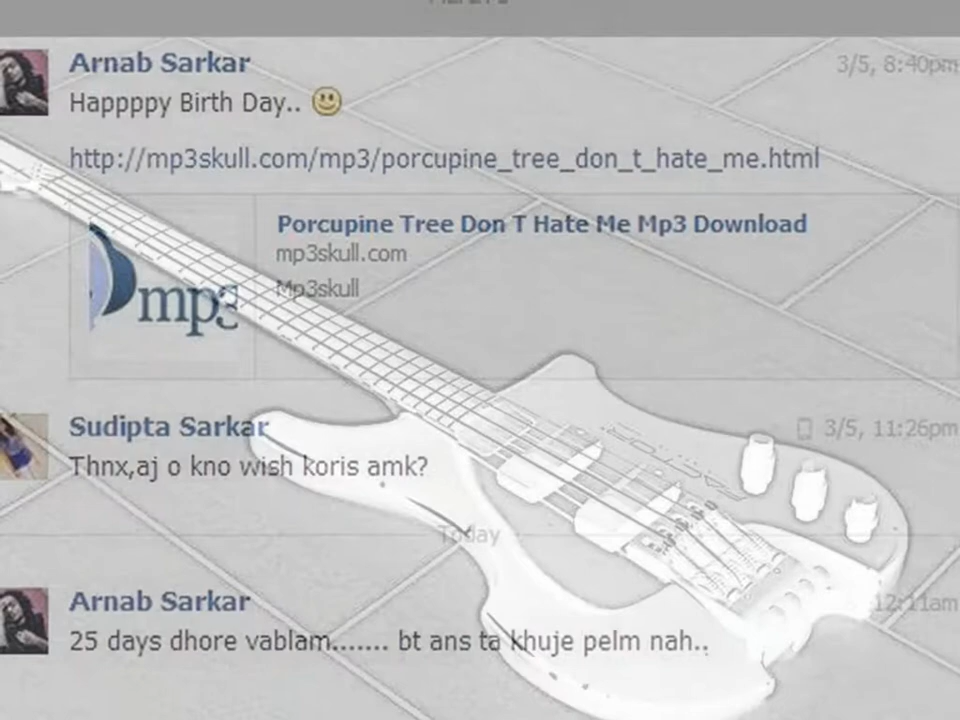 Arnab Sarkar
3/5, 8:40pm
Happppy Birth Day..
http://mp3skull.com/mp3/porcupine_tree_don_t_hate_me.html
Porcupine Tree Don T Hate Me Mp3 Download
mp3skull.com
Mp3skull
mp3
Sudipta Sarkar
3/5, 11:26pm
Thnx,aj o kno wish koris amk?
Today
Arnab Sarkar
12:11am
25 days dhore vablam....... bt ans ta khuje pelm nah..